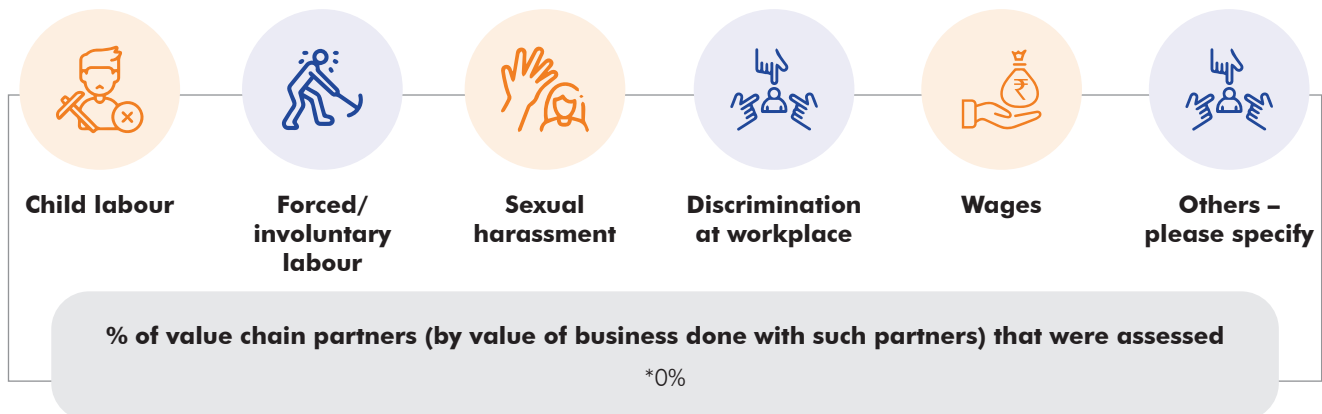 Child labour
Forced/
involuntary
labour
Sexual
harassment
Discrimination
at workplace
₹
Wages
Others –
please specify
% of value chain partners (by value of business done with such partners) that were assessed
*0%